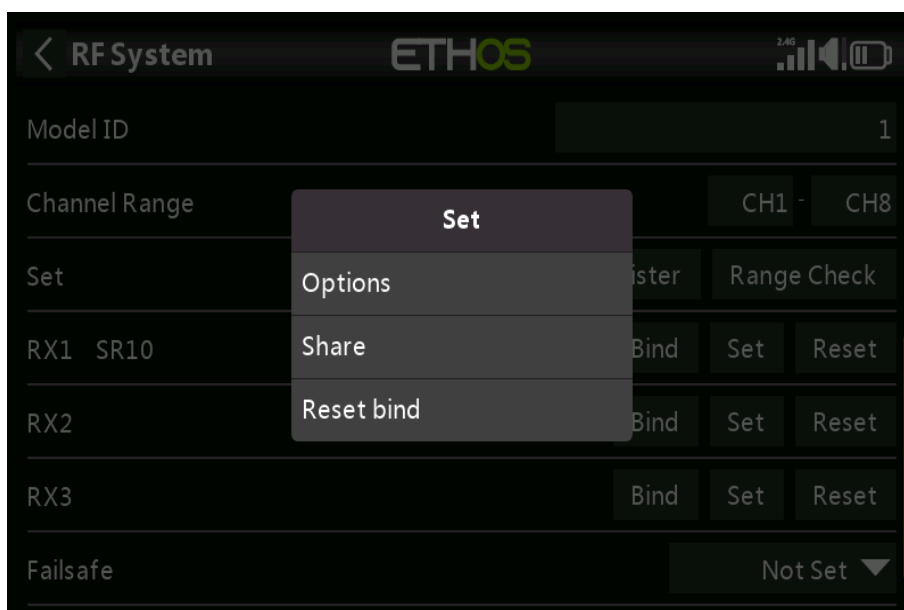 RF System ETHOS 2.4G
Model ID 1
Channel Range CH1 - CH8
Set
Set Range Check
Options
RX1 SR10 Bind Set Reset
Share
Reset bind
RX2 Bind Set Reset
RX3 Bind Set Reset
Failsafe Not Set